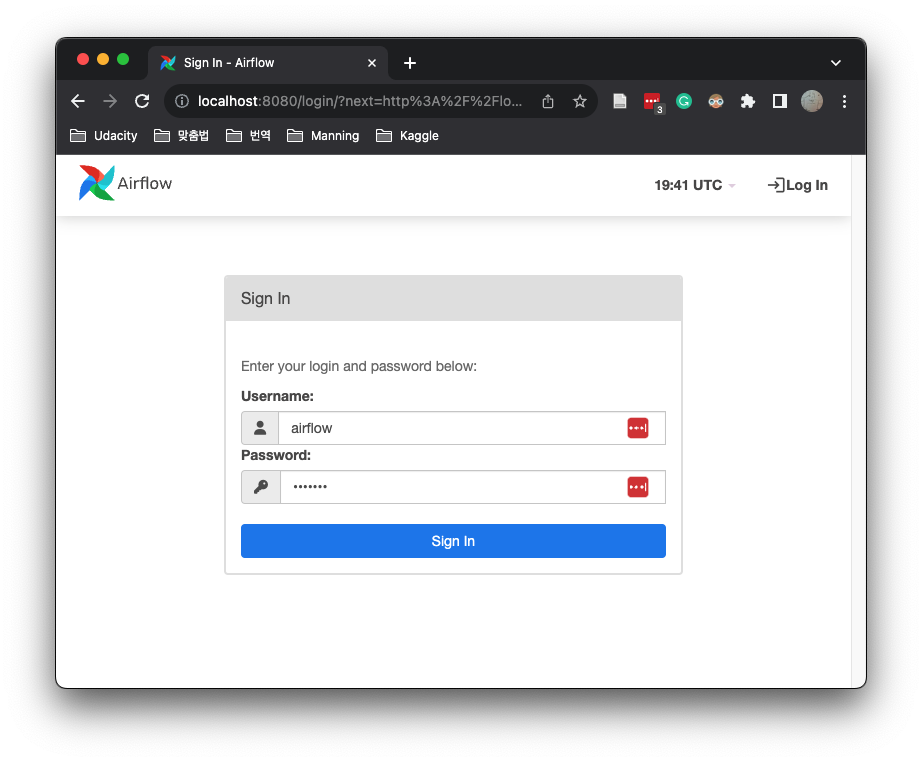 Sign In - Airflow
localhost:8080/login/?next=http%3A%2F%2Flo...
3
Udacity 맞춤법 번역 Manning Kaggle
Airflow 19:41 UTC Log In
Sign In
Enter your login and password below:
Username:
airflow
Password:
•••••••
Sign In